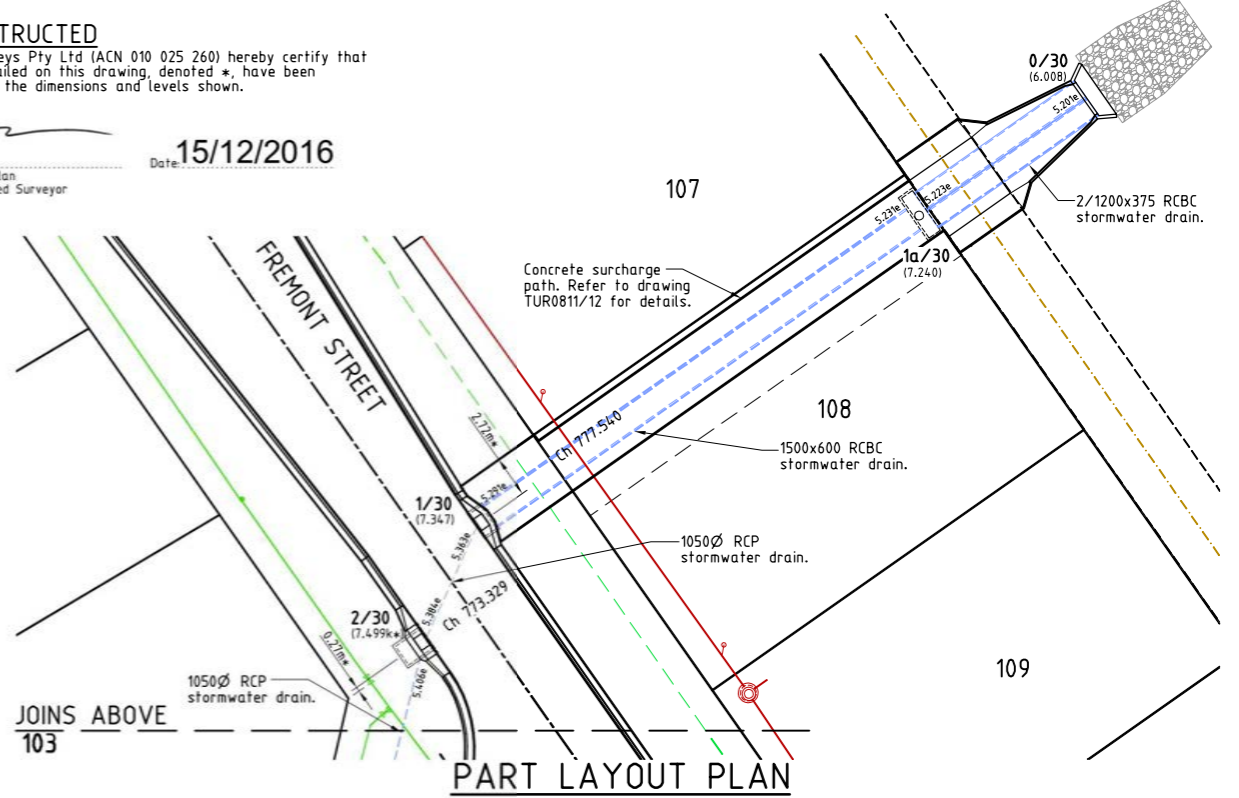 TRUCTED
eys Pty Ltd (ACN 010 025 260) hereby certify that
ailed on this drawing, denoted *, have been
the dimensions and levels shown.
Date: 15/12/2016
lan
ed Surveyor
0/30
(6.008)
5.201e
107
2/1200x375 RCBC
stormwater drain.
5.231e
5.223e
1a/30
(7.240)
Concrete surcharge
path. Refer to drawing
TUR0811/12 for details.
FREMONT STREET
108
2.72m*
Ch 777.540
1500x600 RCBC
stormwater drain.
5.291e
1/30
(7.347)
5.363e
1050Ø RCP
stormwater drain.
5.384e
Ch 773.329
2/30
(7.499k*)
0.27m*
5.406e
1050Ø RCP
stormwater drain.
109
JOINS ABOVE
103
PART LAYOUT PLAN